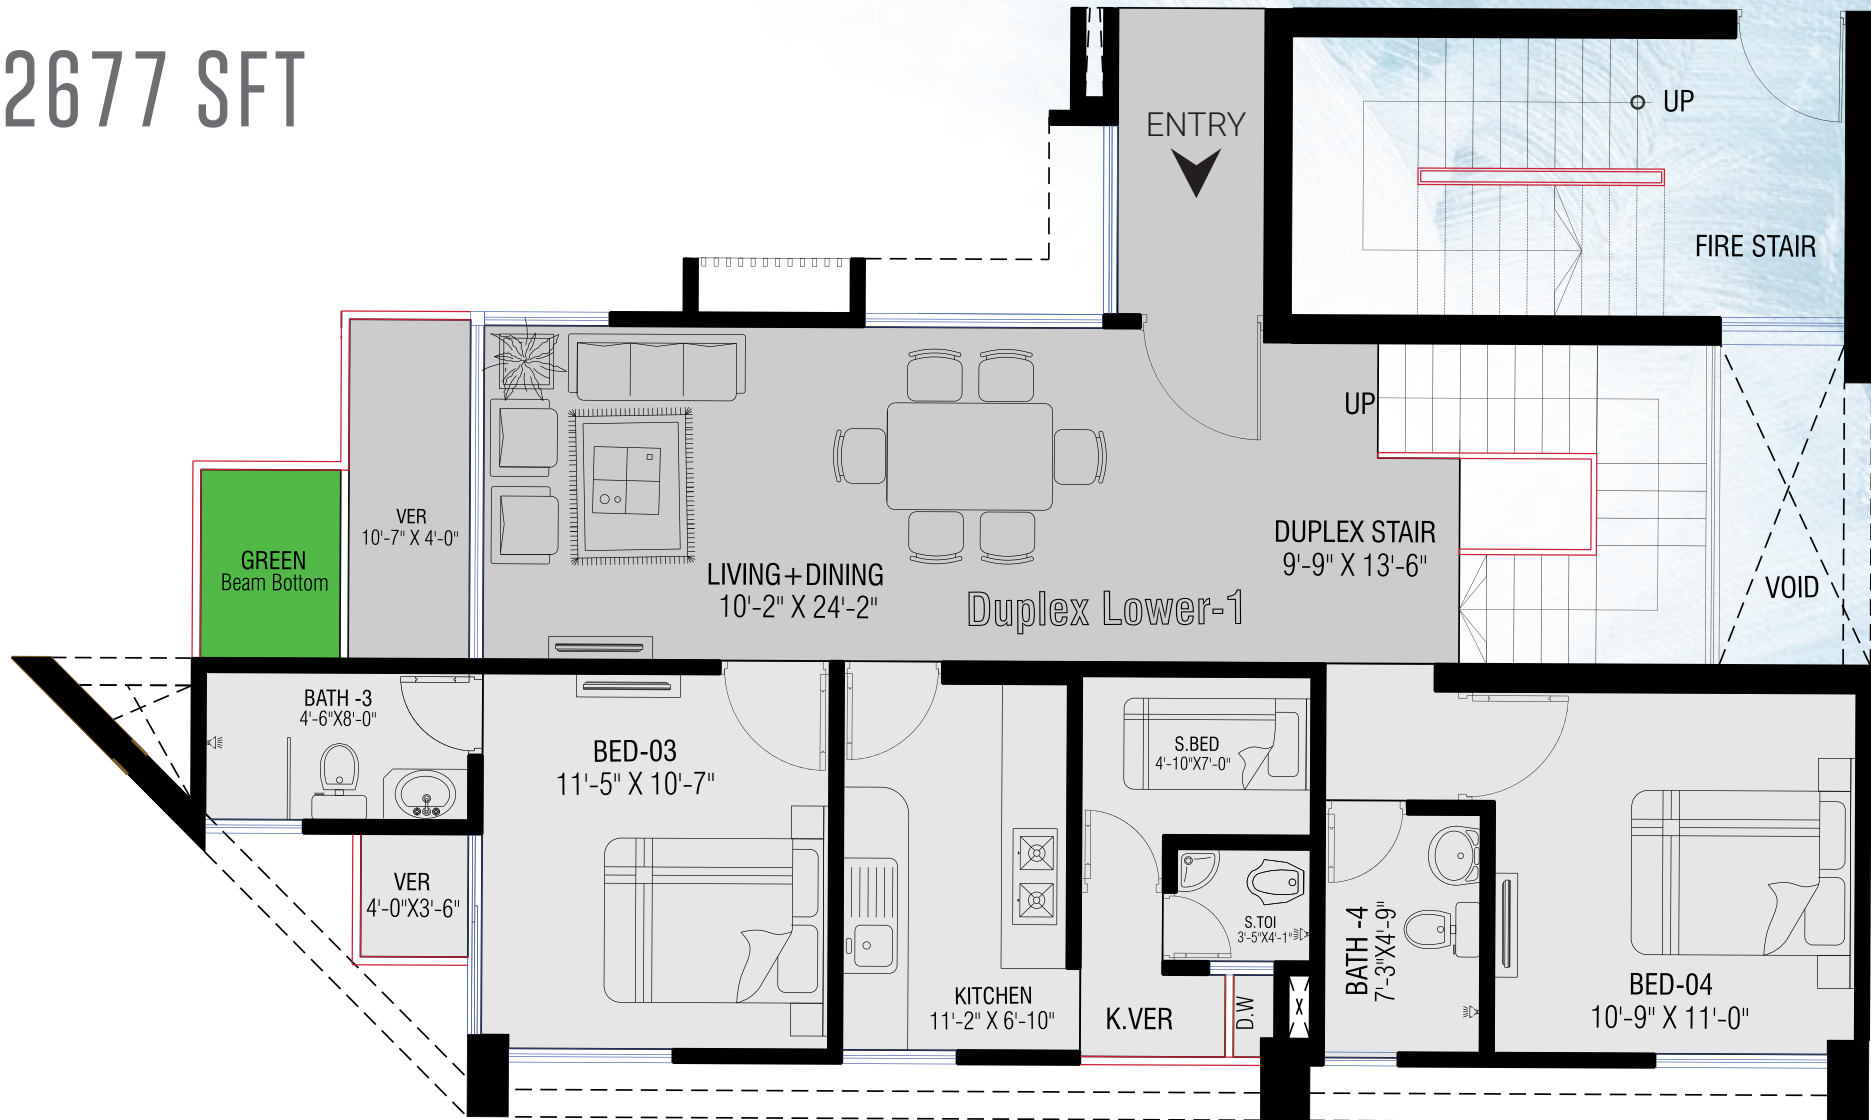 2677 SFT
ENTRY
UP
FIRE STAIR
UP
VER
10'-7" X 4'-0"
GREEN
Beam Bottom
LIVING+DINING
10'-2" X 24'-2"
DUPLEX STAIR
9'-9" X 13'-6"
Duplex Lower-1
VOID
BATH -3
4'-6"X8'-0"
BED-03
11'-5" X 10'-7"
S.BED
4'-10"X7'-0"
VER
4'-0"X3'-6"
S.TOI
3'-5"X4'-1"
BATH -4
7'-3"X4'-9"
KITCHEN
11'-2" X 6'-10"
K.VER
D.W
BED-04
10'-9" X 11'-0"